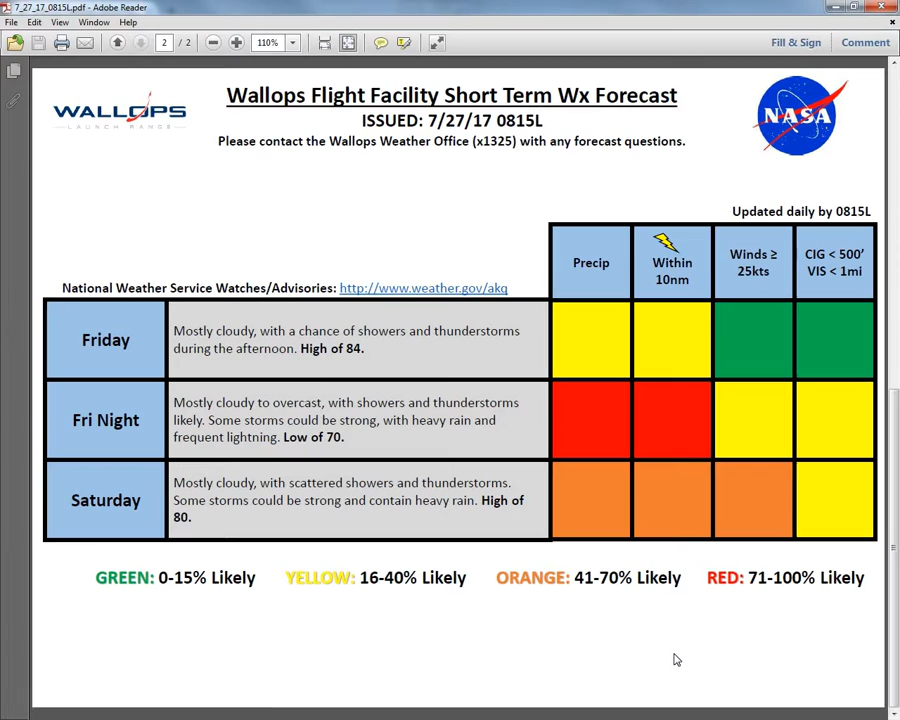 7_27_17_0815L.pdf - Adobe Reader
File Edit View Window Help
2 / 2 110% Fill & Sign Comment
WALLOPS
LAUNCH RANGE
Wallops Flight Facility Short Term Wx Forecast
ISSUED: 7/27/17 0815L
Please contact the Wallops Weather Office (x1325) with any forecast questions.
NASA
Updated daily by 0815L
Precip
Within
10nm
Winds ≥
25kts
CIG < 500'
VIS < 1mi
National Weather Service Watches/Advisories: http://www.weather.gov/akq
Friday
Mostly cloudy, with a chance of showers and thunderstorms
during the afternoon. High of 84.
Fri Night
Mostly cloudy to overcast, with showers and thunderstorms
likely. Some storms could be strong, with heavy rain and
frequent lightning. Low of 70.
Saturday
Mostly cloudy, with scattered showers and thunderstorms.
Some storms could be strong and contain heavy rain. High of
80.
GREEN: 0-15% Likely YELLOW: 16-40% Likely ORANGE: 41-70% Likely RED: 71-100% Likely